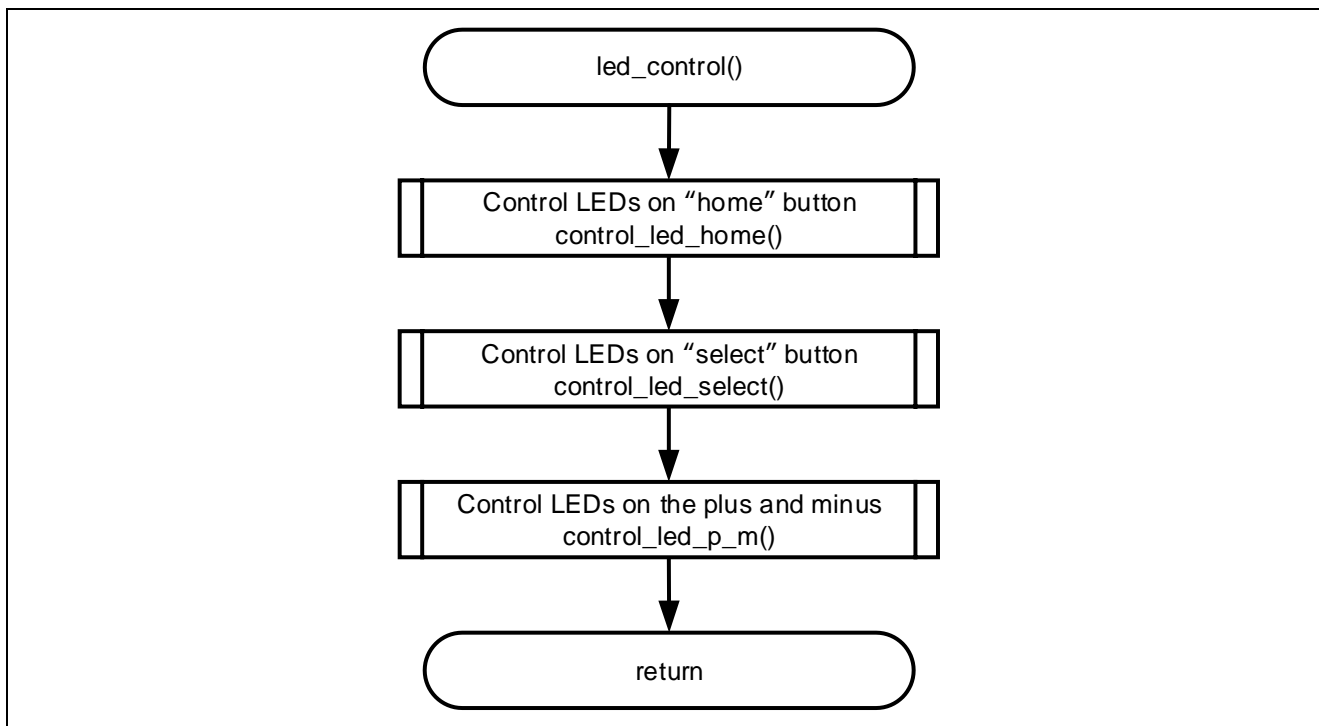 led_control()
Control LEDs on “home” button
control_led_home()
Control LEDs on “select” button
control_led_select()
Control LEDs on the plus and minus
control_led_p_m()
return